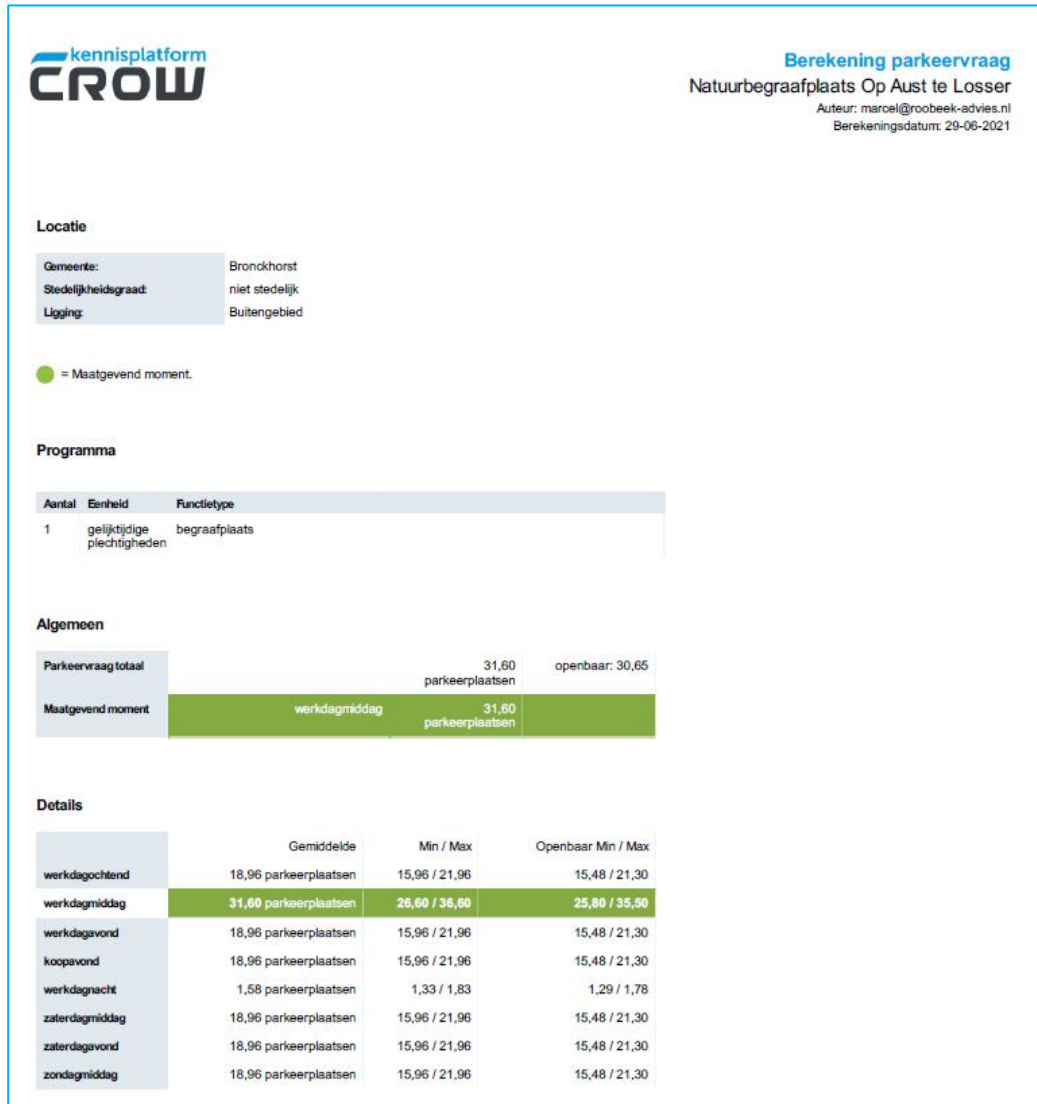 kennisplatform
CROW
Berekening parkeervraag
Natuurbegraafplaats Op Aust te Losser
Auteur: marcel@roobeek-advies.nl
Berekeningsdatum: 29-06-2021
Locatie
Gemeente: Bronckhorst
Stedelijkheidsgraad: niet stedelijk
Ligging: Buitengebied
= Maatgevend moment.
Programma
Aantal Eenheid Functietype
1 gelijktijdige begraafplaats
plechtigheden
Algemeen
Parkeervraag totaal 31,60 openbaar: 30,65
parkeerplaatsen
Maatgevend moment werkdagmiddag 31,60
parkeerplaatsen
Details
Gemiddelde Min / Max Openbaar Min / Max
werkdagochtend 18,96 parkeerplaatsen 15,96 / 21,96 15,48 / 21,30
werkdagmiddag 31,60 parkeerplaatsen 26,60 / 36,60 25,80 / 35,50
werkdagavond 18,96 parkeerplaatsen 15,96 / 21,96 15,48 / 21,30
koopavond 18,96 parkeerplaatsen 15,96 / 21,96 15,48 / 21,30
werkdagnacht 1,58 parkeerplaatsen 1,33 / 1,83 1,29 / 1,78
zaterdagmiddag 18,96 parkeerplaatsen 15,96 / 21,96 15,48 / 21,30
zaterdagavond 18,96 parkeerplaatsen 15,96 / 21,96 15,48 / 21,30
zondagmiddag 18,96 parkeerplaatsen 15,96 / 21,96 15,48 / 21,30